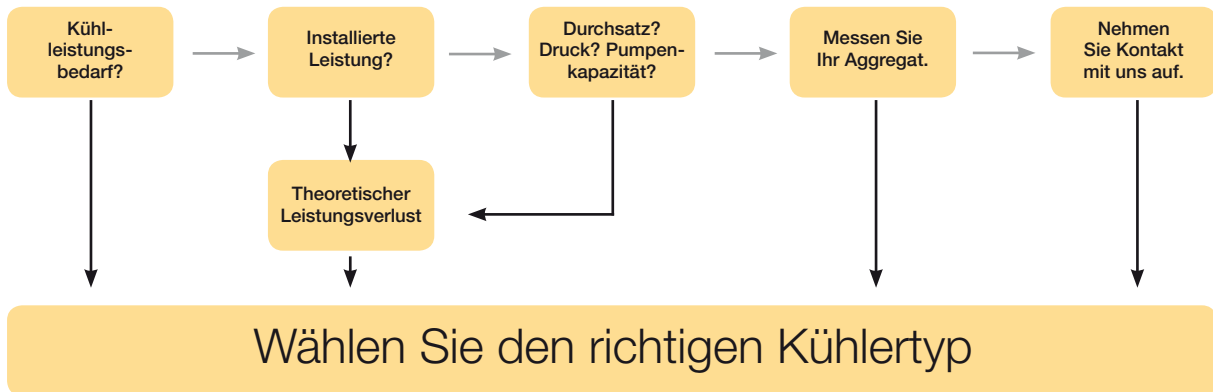 Kühl-
leistungs-
bedarf?
Installierte
Leistung?
Durchsatz?
Druck? Pumpen-
kapazität?
Messen Sie
Ihr Aggregat.
Nehmen
Sie Kontakt
mit uns auf.
Theoretischer
Leistungsverlust
Wählen Sie den richtigen Kühlertyp